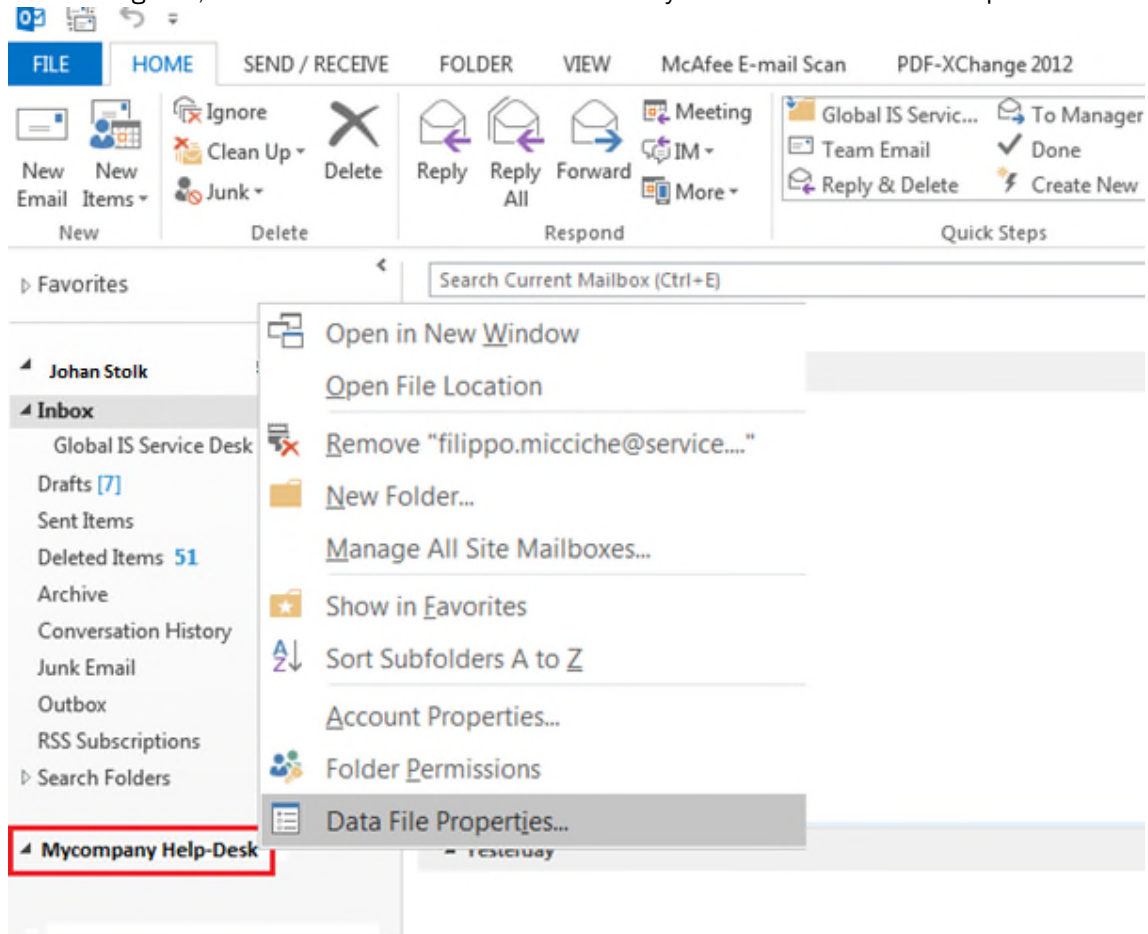 FILE HOME SEND / RECEIVE FOLDER VIEW McAfee E-mail Scan PDF-XChange 2012
New Email
New Items
Ignore
Clean Up
Junk
Delete
Reply
Reply All
Forward
Meeting
IM
More
Global IS Servic...
Team Email
Reply & Delete
To Manager
Done
Create New
New Delete Respond Quick Steps
Favorites
Search Current Mailbox (Ctrl+E)
Johan Stolk
Inbox
Global IS Service Desk
Drafts [7]
Sent Items
Deleted Items 51
Archive
Conversation History
Junk Email
Outbox
RSS Subscriptions
Search Folders
Mycompany Help-Desk
Open in New Window
Open File Location
Remove "filippo.micciche@service...."
New Folder...
Manage All Site Mailboxes...
Show in Favorites
Sort Subfolders A to Z
Account Properties...
Folder Permissions
Data File Properties...
Yesterday